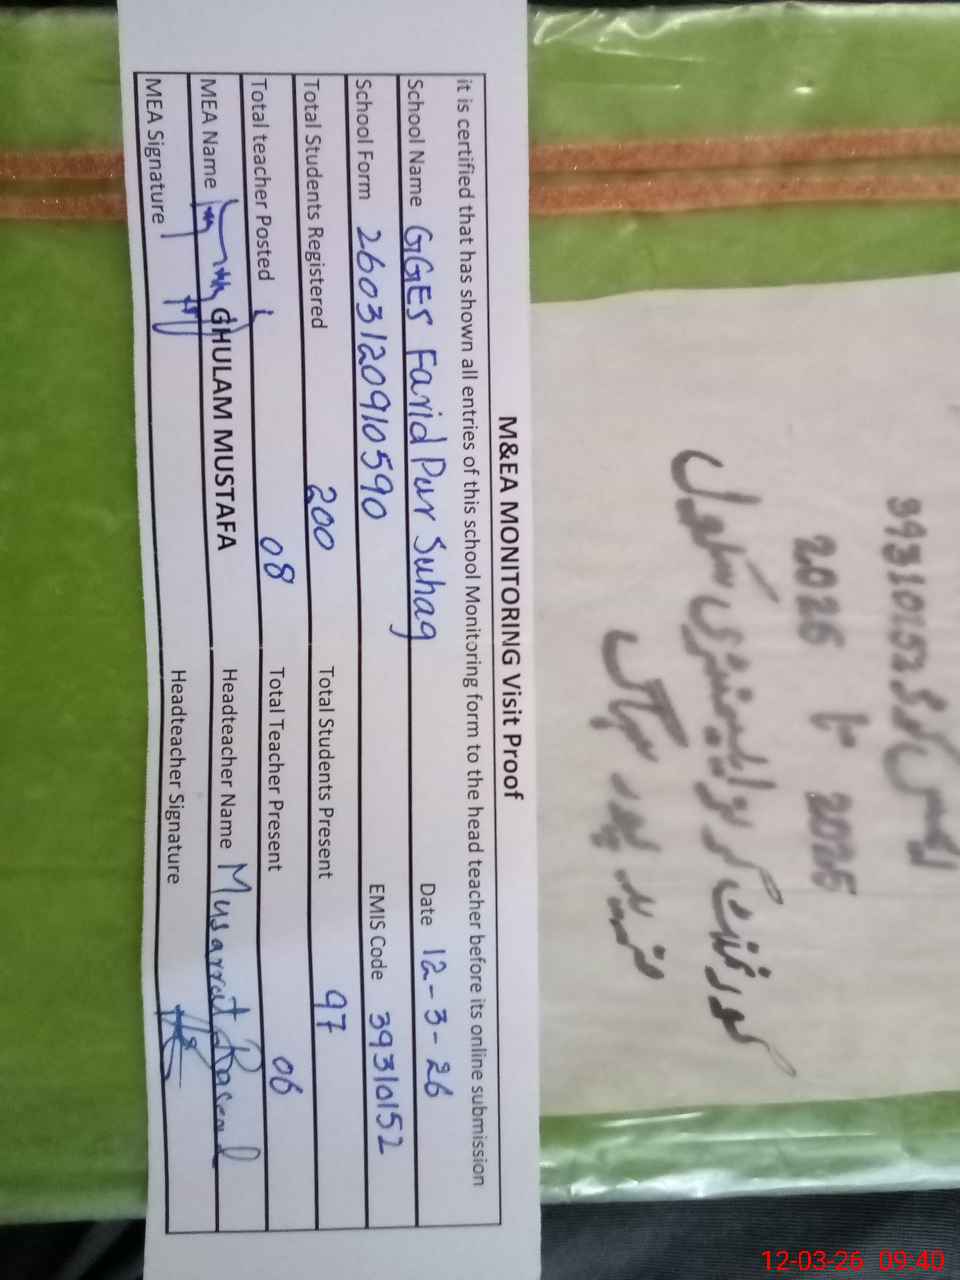 M&EA MONITORING Visit Proof
it is certified that has shown all entries of this school Monitoring form to the head teacher before its online submission
School Name GGES Farid Pur Suhag Date 12-3-26
School Form 2603120910590 EMIS Code 39310152
Total Students Registered 200 Total Students Present 97
Total teacher Posted 08 Total Teacher Present 06
MEA Name GHULAM MUSTAFA Headteacher Name Musarrat Rasool
MEA Signature Headteacher Signature
39310152
2025 تا 2026
گورنمنٹ گرلز ایلیمنٹری سکول
فرید پور سہاگ
12-03-26 09:40